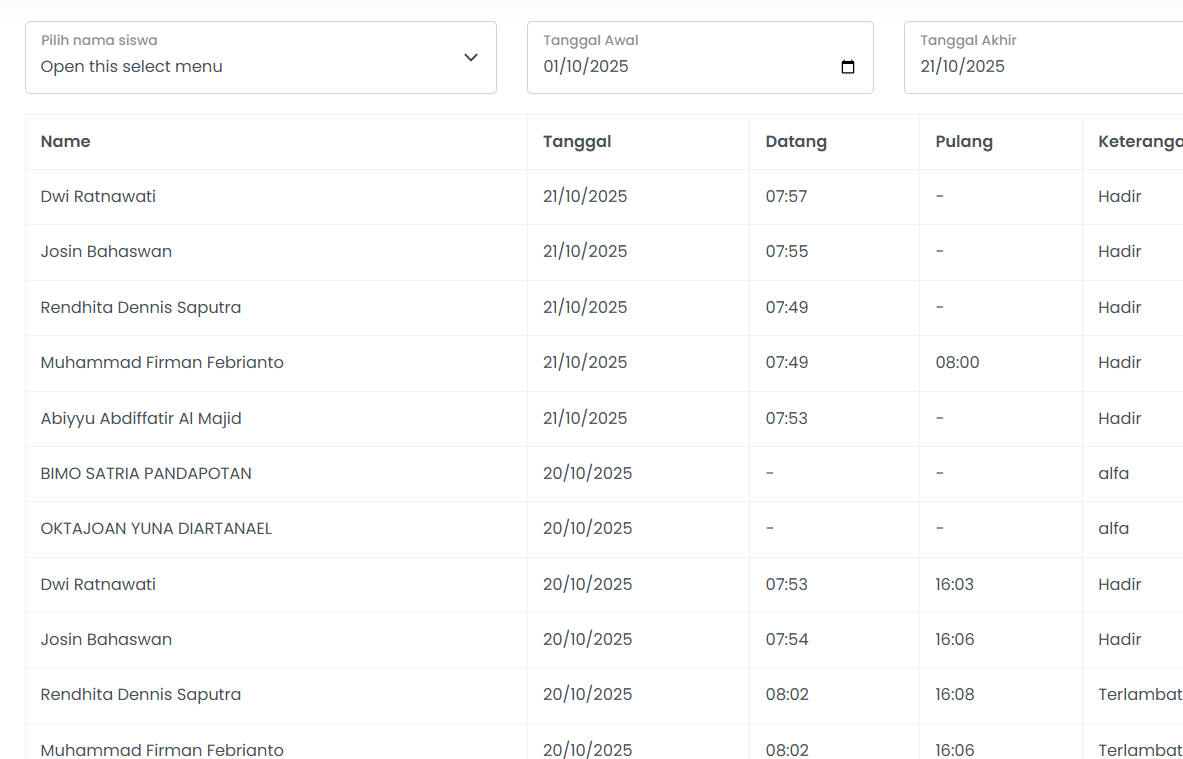 Pilih nama siswa Tanggal Awal Tanggal Akhir
Open this select menu 01/10/2025 21/10/2025
Name Tanggal Datang Pulang Keteranga
Dwi Ratnawati 21/10/2025 07:57 - Hadir
Josin Bahaswan 21/10/2025 07:55 - Hadir
Rendhita Dennis Saputra 21/10/2025 07:49 - Hadir
Muhammad Firman Febrianto 21/10/2025 07:49 08:00 Hadir
Abiyyu Abdiffatir Al Majid 21/10/2025 07:53 - Hadir
BIMO SATRIA PANDAPOTAN 20/10/2025 - - alfa
OKTAJOAN YUNA DIARTANAEL 20/10/2025 - - alfa
Dwi Ratnawati 20/10/2025 07:53 16:03 Hadir
Josin Bahaswan 20/10/2025 07:54 16:06 Hadir
Rendhita Dennis Saputra 20/10/2025 08:02 16:08 Terlambat
Muhammad Firman Febrianto 20/10/2025 08:02 16:06 Terlambat